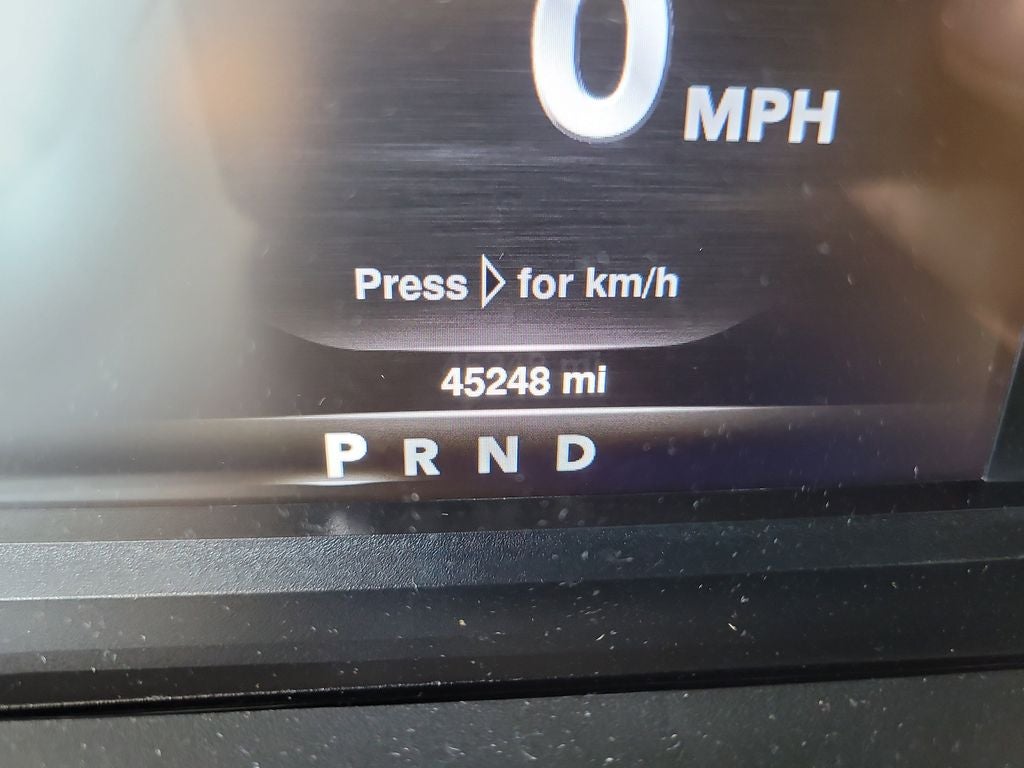 0 MPH
Press ▷ for km/h
45248 mi
P R N D